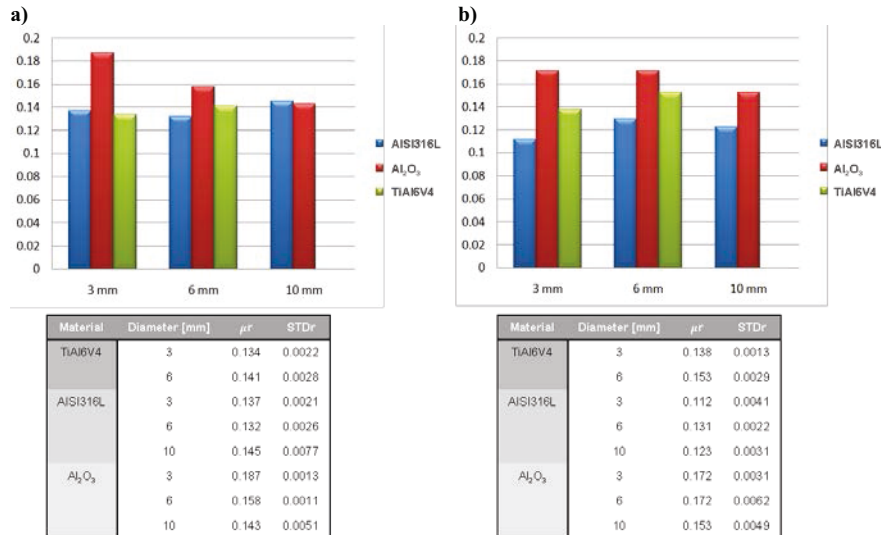 a)
0.2
0.18
0.16
0.14
0.12
0.1
0.08
0.06
0.04
0.02
0
3 mm 6 mm 10 mm
AISI316L
Al₂O₃
TiAl6V4
Material Diameter [mm] μr STDr
TiAl6V4 3 0.134 0.0022
6 0.141 0.0028
AISI316L 3 0.137 0.0021
6 0.132 0.0026
10 0.145 0.0077
Al₂O₃ 3 0.187 0.0013
6 0.158 0.0011
10 0.143 0.0051
b)
0.2
0.18
0.16
0.14
0.12
0.1
0.08
0.06
0.04
0.02
0
3 mm 6 mm 10 mm
AISI316L
Al₂O₃
TiAl6V4
Material Diameter [mm] μr STDr
TiAl6V4 3 0.138 0.0013
6 0.153 0.0029
AISI316L 3 0.112 0.0041
6 0.131 0.0022
10 0.123 0.0031
Al₂O₃ 3 0.172 0.0031
6 0.172 0.0062
10 0.153 0.0049